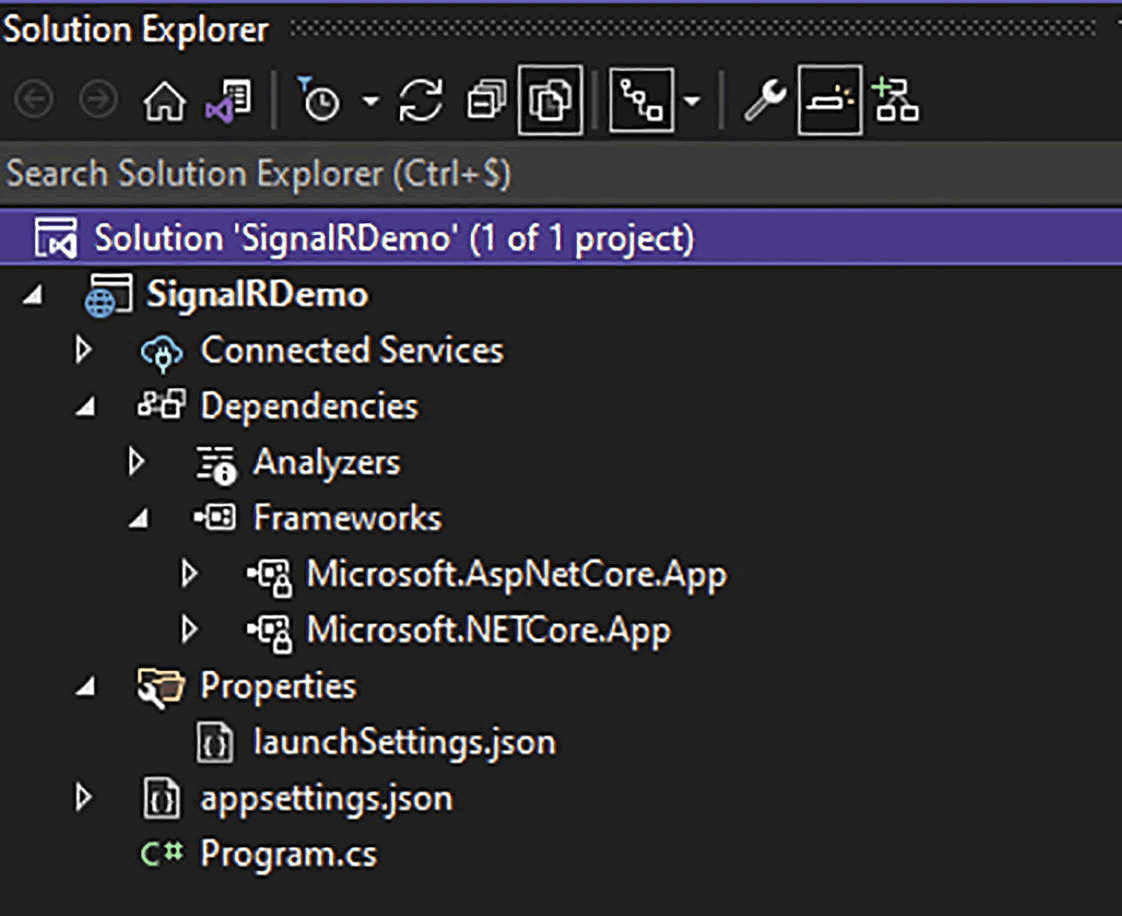 Solution Explorer
Search Solution Explorer (Ctrl+$)
Solution 'SignalRDemo' (1 of 1 project)
SignalRDemo
Connected Services
Dependencies
Analyzers
Frameworks
Microsoft.AspNetCore.App
Microsoft.NETCore.App
Properties
launchSettings.json
appsettings.json
C# Program.cs